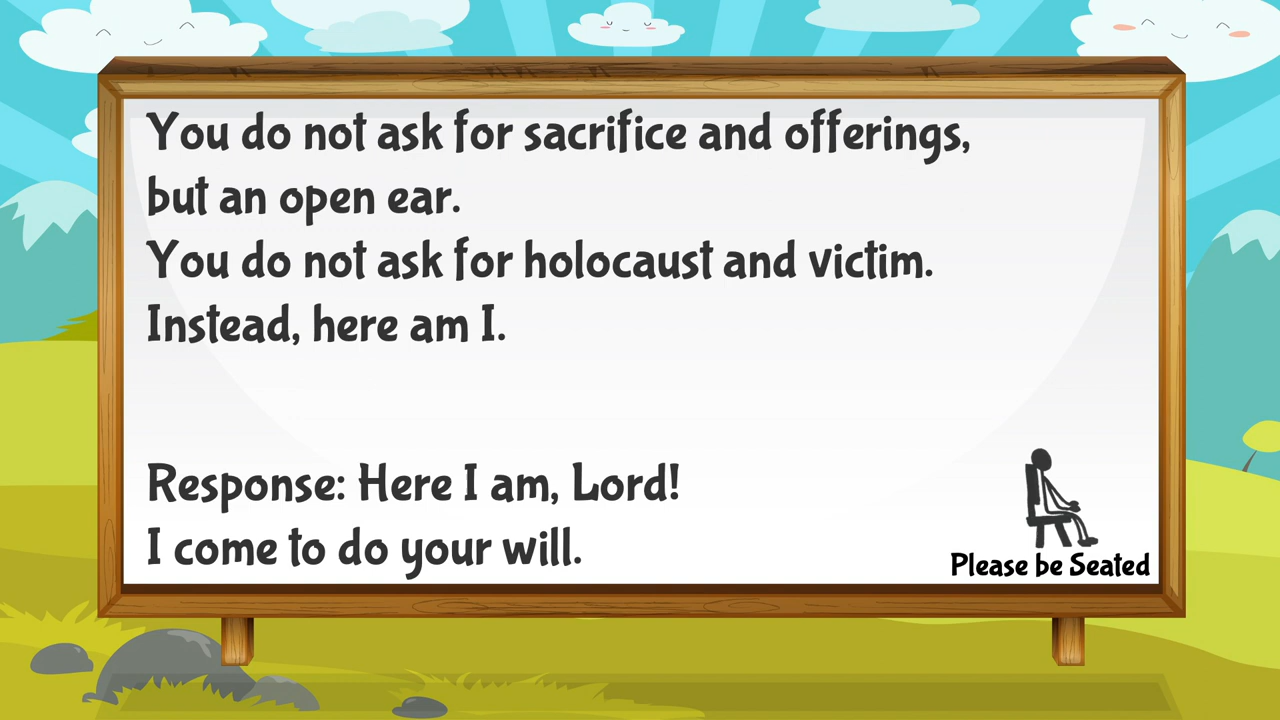 You do not ask for sacrifice and offerings,
but an open ear.
You do not ask for holocaust and victim.
Instead, here am I.
Response: Here I am, Lord!
I come to do your will.
Please be Seated